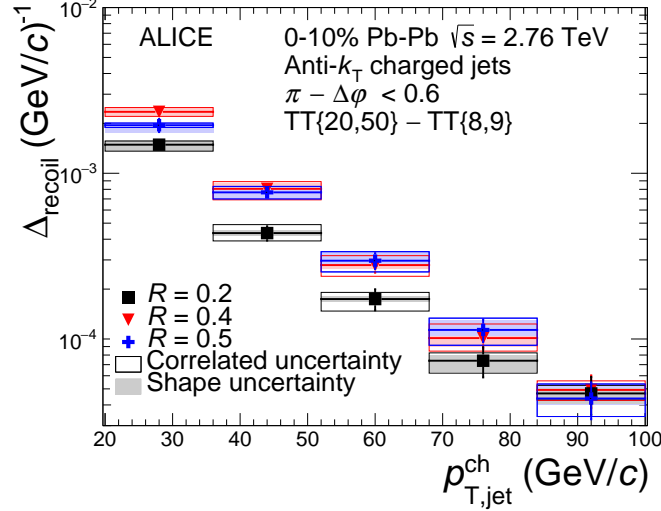 ALICE
0-10% Pb-Pb √s = 2.76 TeV
Anti-k_T charged jets
π − Δφ < 0.6
TT{20,50} − TT{8,9}
Δ_recoil (GeV/c)^-1
10^-2
10^-3
10^-4
R = 0.2
R = 0.4
R = 0.5
Correlated uncertainty
Shape uncertainty
20 30 40 50 60 70 80 90 100
p_T,jet^ch (GeV/c)